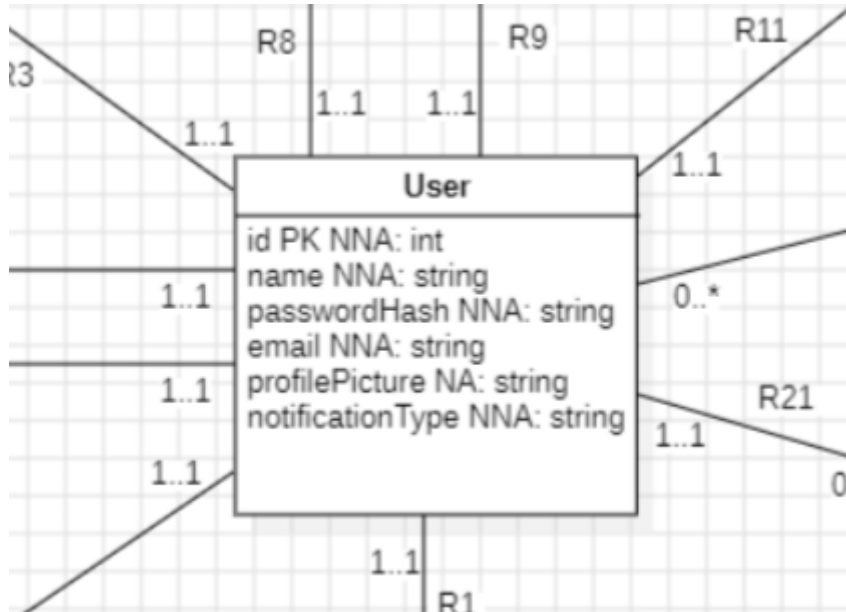 R8
R9
R11
R3
1..1
1..1
1..1
1..1
User
id PK NNA: int
name NNA: string
passwordHash NNA: string
email NNA: string
profilePicture NA: string
notificationType NNA: string
1..1
0..*
1..1
R21
1..1
1..1
0
1..1
R1